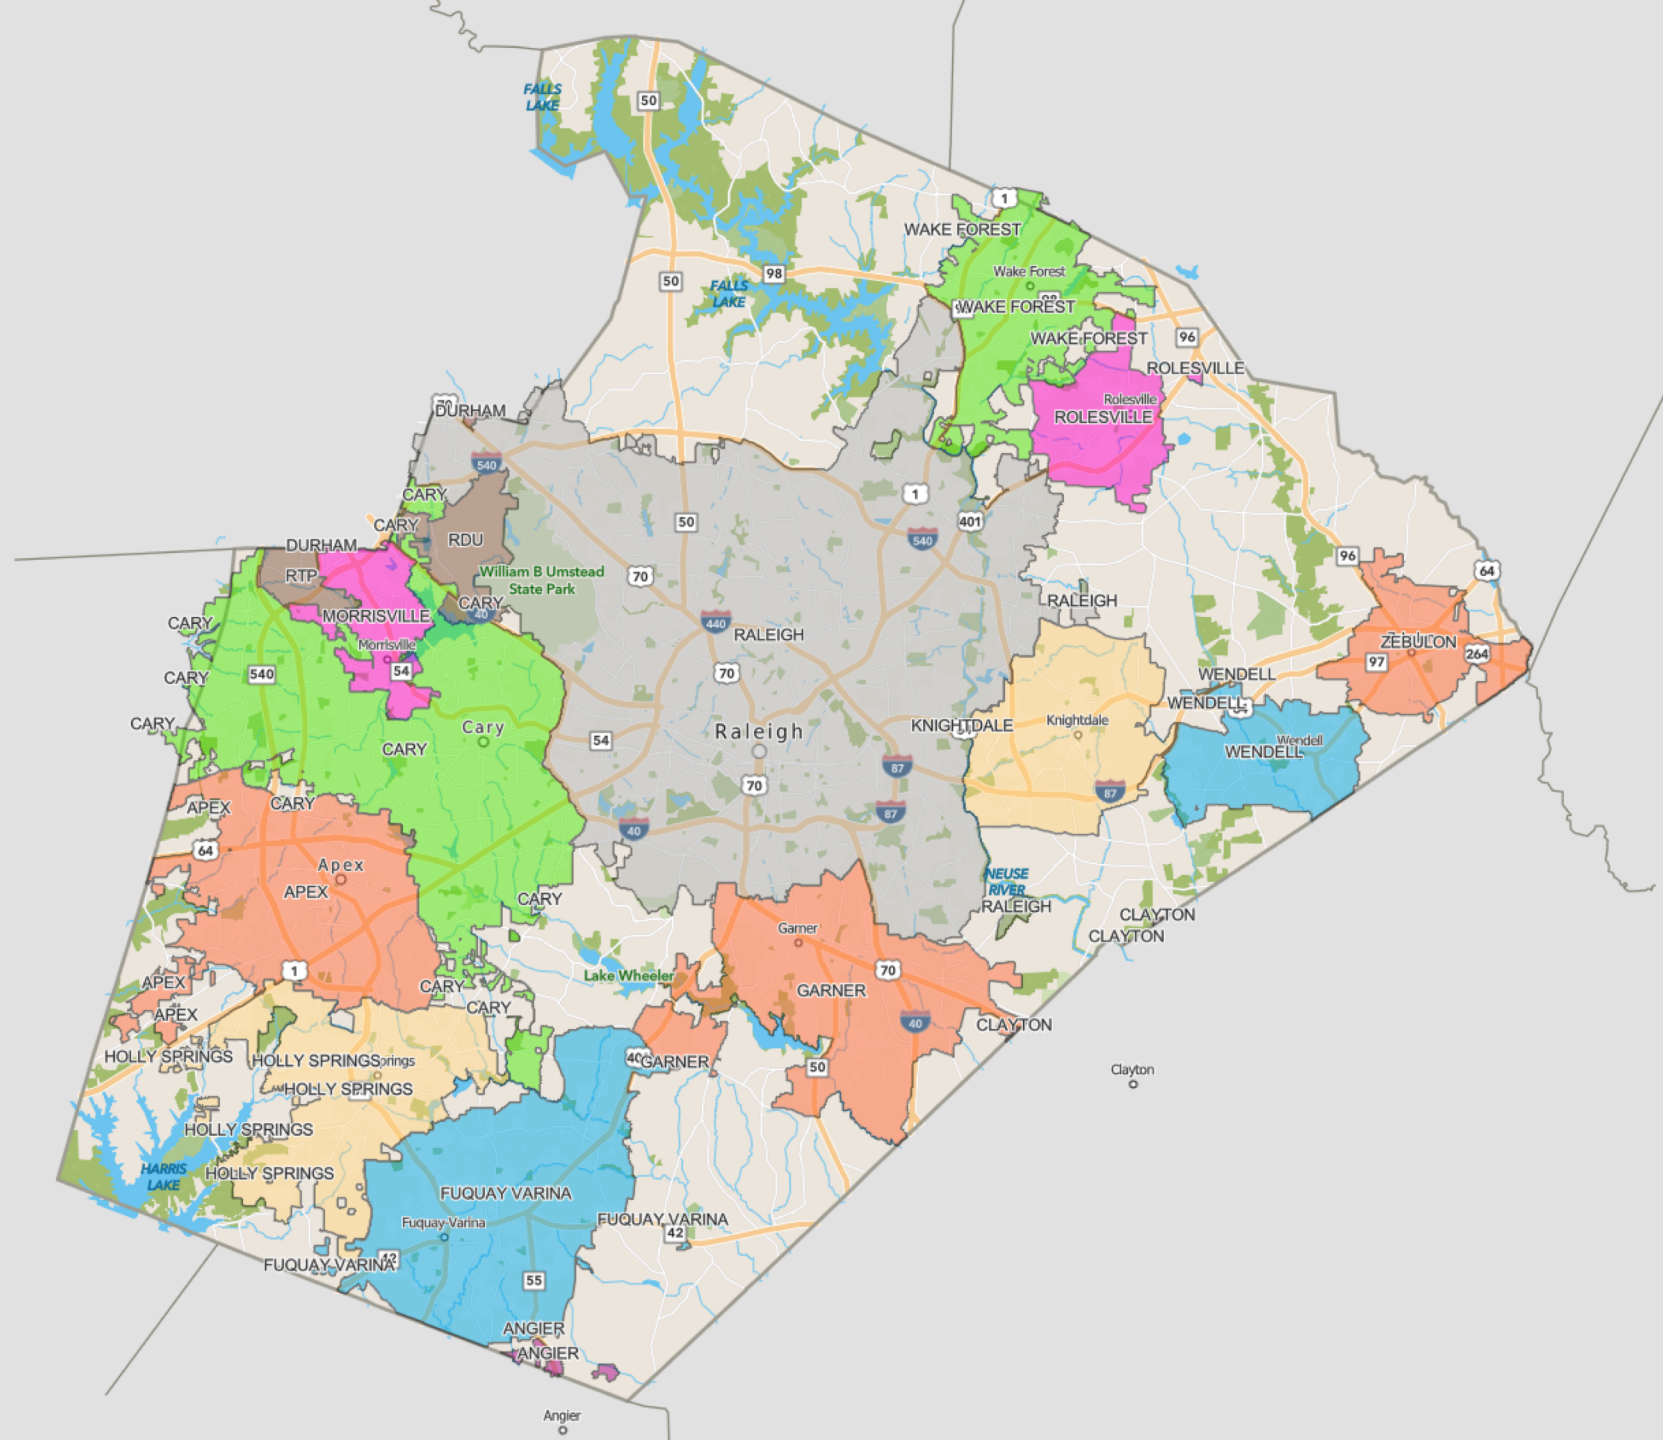 FALLS
LAKE
50
1
WAKE FOREST
Wake Forest
98
50
FALLS
LAKE
WAKE FOREST
WAKE FOREST
96
ROLESVILLE
Rolesville
ROLESVILLE
DURHAM
540
CARY
1
50
401
CARY
540
RDU
DURHAM
96
64
William B Umstead
State Park
RTP
70
CARY
RALEIGH
40
MORRISVILLE
CARY
440
RALEIGH
Morrisville
ZEBULON
264
97
54
540
70
WENDELL
CARY
WENDELL
CARY
KNIGHTDALE
Knightdale
Cary
Raleigh
54
CARY
Wendell
WENDELL
87
70
87
APEX
CARY
87
40
64
Apex
APEX
NEUSE
RIVER
CARY
RALEIGH
CLAYTON
Garner
CLAYTON
1
70
Lake Wheeler
APEX
CARY
GARNER
CARY
APEX
40
CLAYTON
HOLLY SPRINGS
HOLLY SPRINGS
GARNER
50
Clayton
HOLLY SPRINGS
HOLLY SPRINGS
HARRIS
LAKE
HOLLY SPRINGS
FUQUAY VARINA
Fuquay-Varina
FUQUAY VARINA
42
FUQUAY VARINA
42
55
ANGIER
ANGIER
Angier